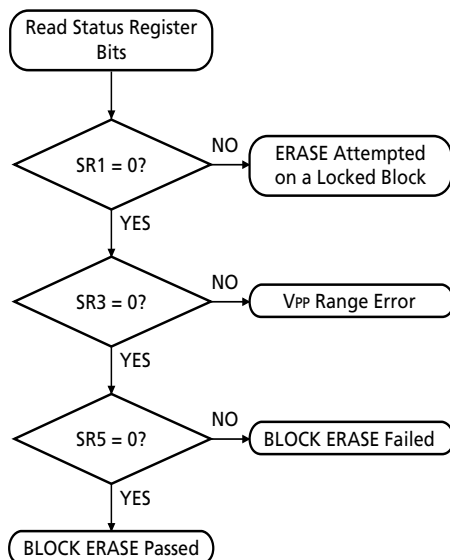 Read Status Register
Bits
SR1 = 0?
NO
ERASE Attempted
on a Locked Block
YES
SR3 = 0?
NO
VPP Range Error
YES
SR5 = 0?
NO
BLOCK ERASE Failed
YES
BLOCK ERASE Passed